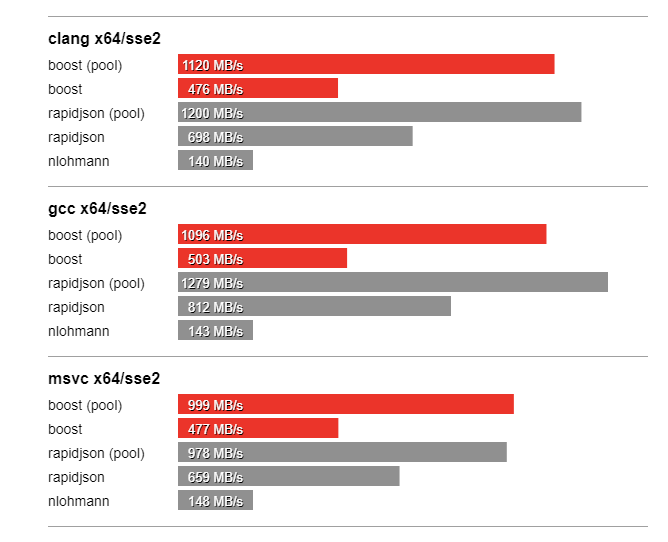 clang x64/sse2
boost (pool) 1120 MB/s
boost 476 MB/s
rapidjson (pool) 1200 MB/s
rapidjson 698 MB/s
nlohmann 140 MB/s
gcc x64/sse2
boost (pool) 1096 MB/s
boost 503 MB/s
rapidjson (pool) 1279 MB/s
rapidjson 812 MB/s
nlohmann 143 MB/s
msvc x64/sse2
boost (pool) 999 MB/s
boost 477 MB/s
rapidjson (pool) 978 MB/s
rapidjson 659 MB/s
nlohmann 148 MB/s